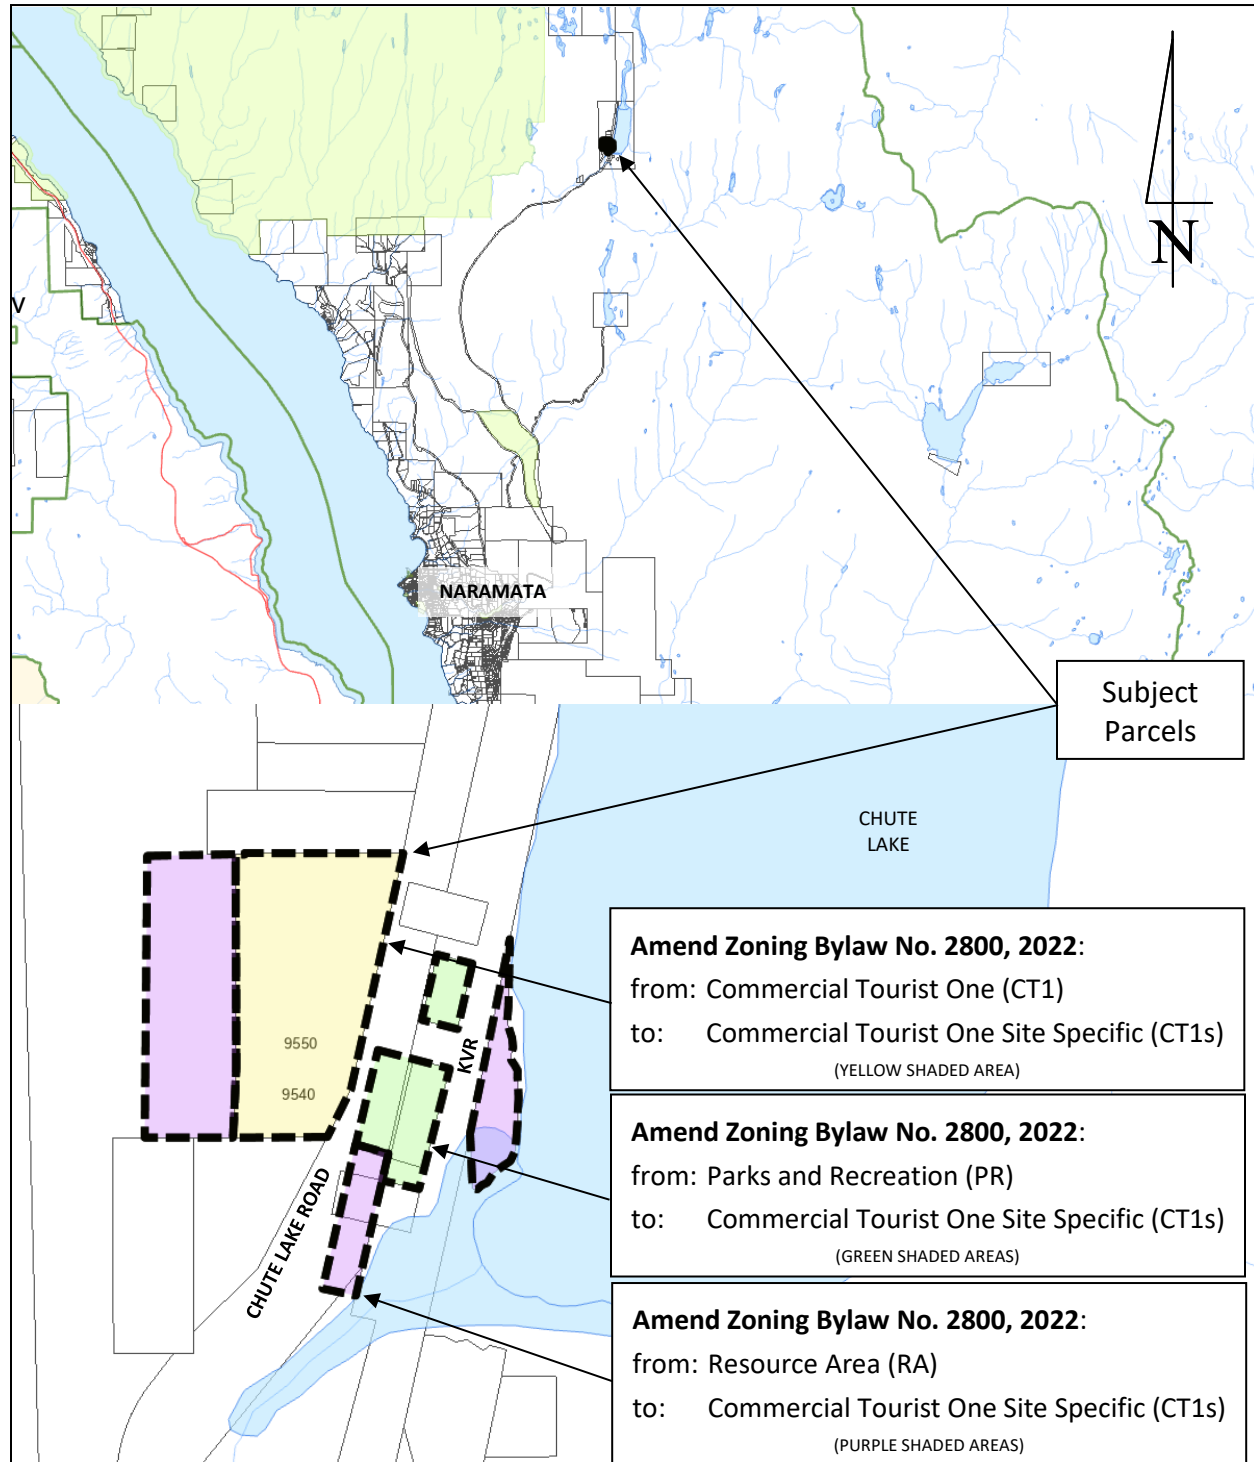 N
V
NARAMATA
Subject
Parcels
CHUTE
LAKE
Amend Zoning Bylaw No. 2800, 2022:
from: Commercial Tourist One (CT1)
to: Commercial Tourist One Site Specific (CT1s)
(YELLOW SHADED AREA)
9550
KVR
9540
Amend Zoning Bylaw No. 2800, 2022:
from: Parks and Recreation (PR)
to: Commercial Tourist One Site Specific (CT1s)
(GREEN SHADED AREAS)
CHUTE LAKE ROAD
Amend Zoning Bylaw No. 2800, 2022:
from: Resource Area (RA)
to: Commercial Tourist One Site Specific (CT1s)
(PURPLE SHADED AREAS)